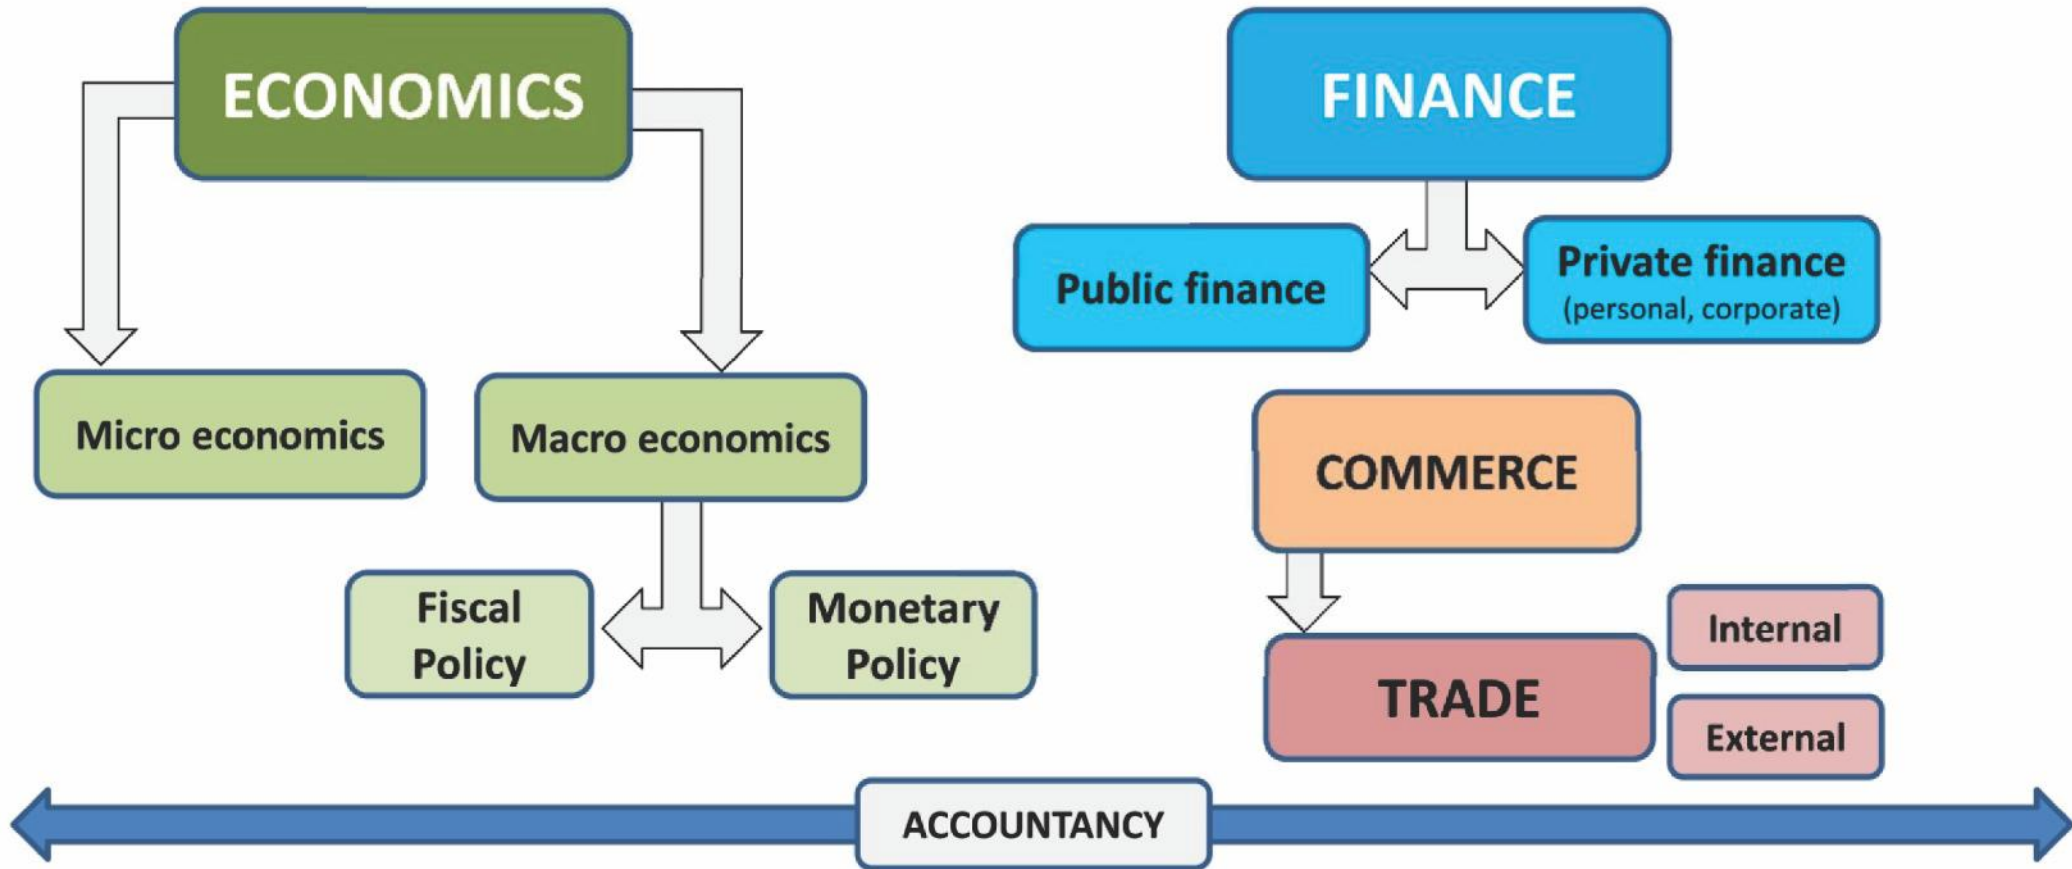 ECONOMICS
Micro economics
Macro economics
Fiscal
Policy
Monetary
Policy
FINANCE
Public finance
Private finance
(personal, corporate)
COMMERCE
TRADE
Internal
External
ACCOUNTANCY